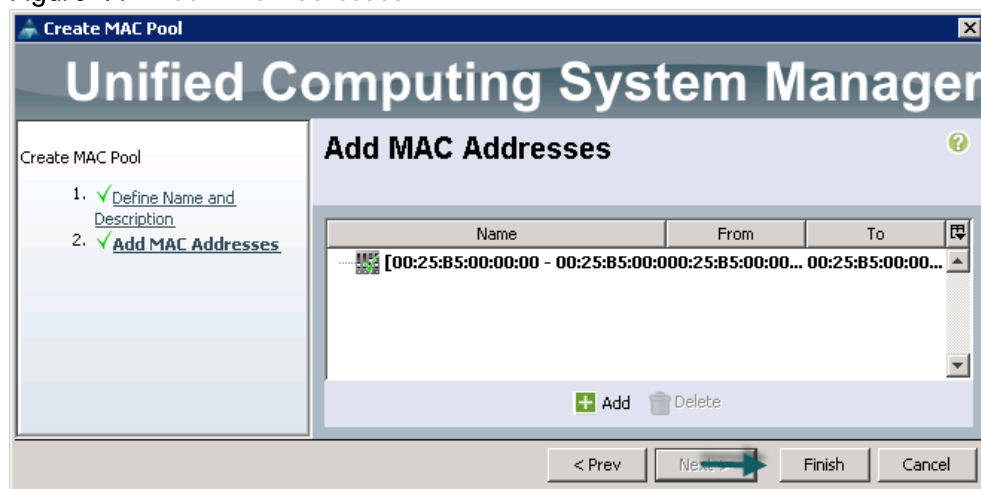 Create MAC Pool
Unified Computing System Manager
Create MAC Pool
1. Define Name and
Description
2. Add MAC Addresses
Add MAC Addresses
Name From To
[00:25:B5:00:00:00 - 00:25:B5:00:0 00:25:B5:00:00... 00:25:B5:00:00...
Add Delete
< Prev Finish Cancel